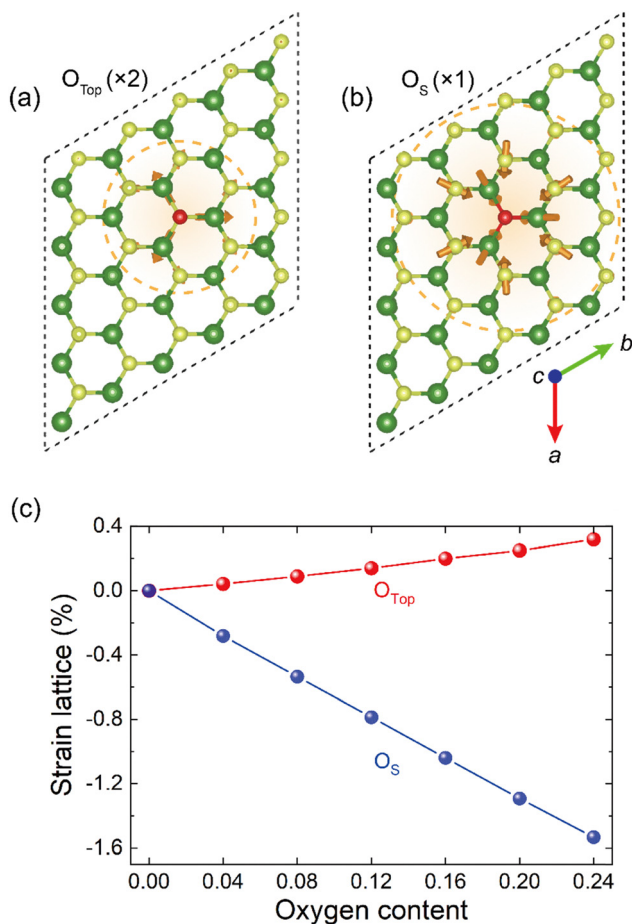 (a)
O_Top (×2)
(b)
O_S (×1)
b
c
a
(c)
Strain lattice (%)
0.4
0.0
-0.4
-0.8
-1.2
-1.6
O_Top
O_S
0.00 0.04 0.08 0.12 0.16 0.20 0.24
Oxygen content